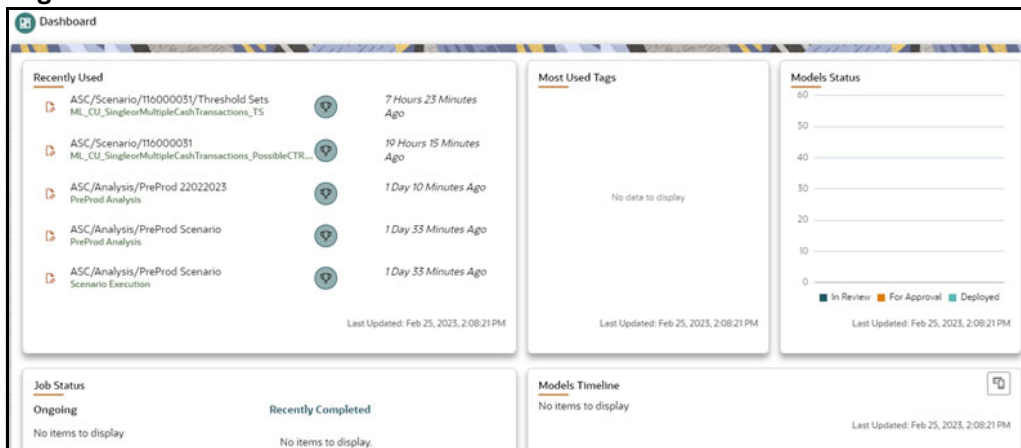 Dashboard
Recently Used
ASC/Scenario/116000031/Threshold Sets
ML_CU_SingleorMultipleCashTransactions_TS
7 Hours 23 Minutes
Ago
ASC/Scenario/116000031
ML_CU_SingleorMultipleCashTransactions_PossibleCTR...
19 Hours 15 Minutes
Ago
ASC/Analysis/PreProd 22022023
PreProd Analysis
1 Day 10 Minutes Ago
ASC/Analysis/PreProd Scenario
PreProd Analysis
1 Day 33 Minutes Ago
ASC/Analysis/PreProd Scenario
Scenario Execution
1 Day 33 Minutes Ago
Last Updated: Feb 25, 2023, 2:08:21 PM
Most Used Tags
No data to display
Last Updated: Feb 25, 2023, 2:08:21 PM
Models Status
60
50
40
30
20
10
0
In Review For Approval Deployed
Last Updated: Feb 25, 2023, 2:08:21 PM
Job Status
Ongoing
No items to display
Recently Completed
No items to display.
Models Timeline
No items to display
Last Updated: Feb 25, 2023, 2:08:21 PM